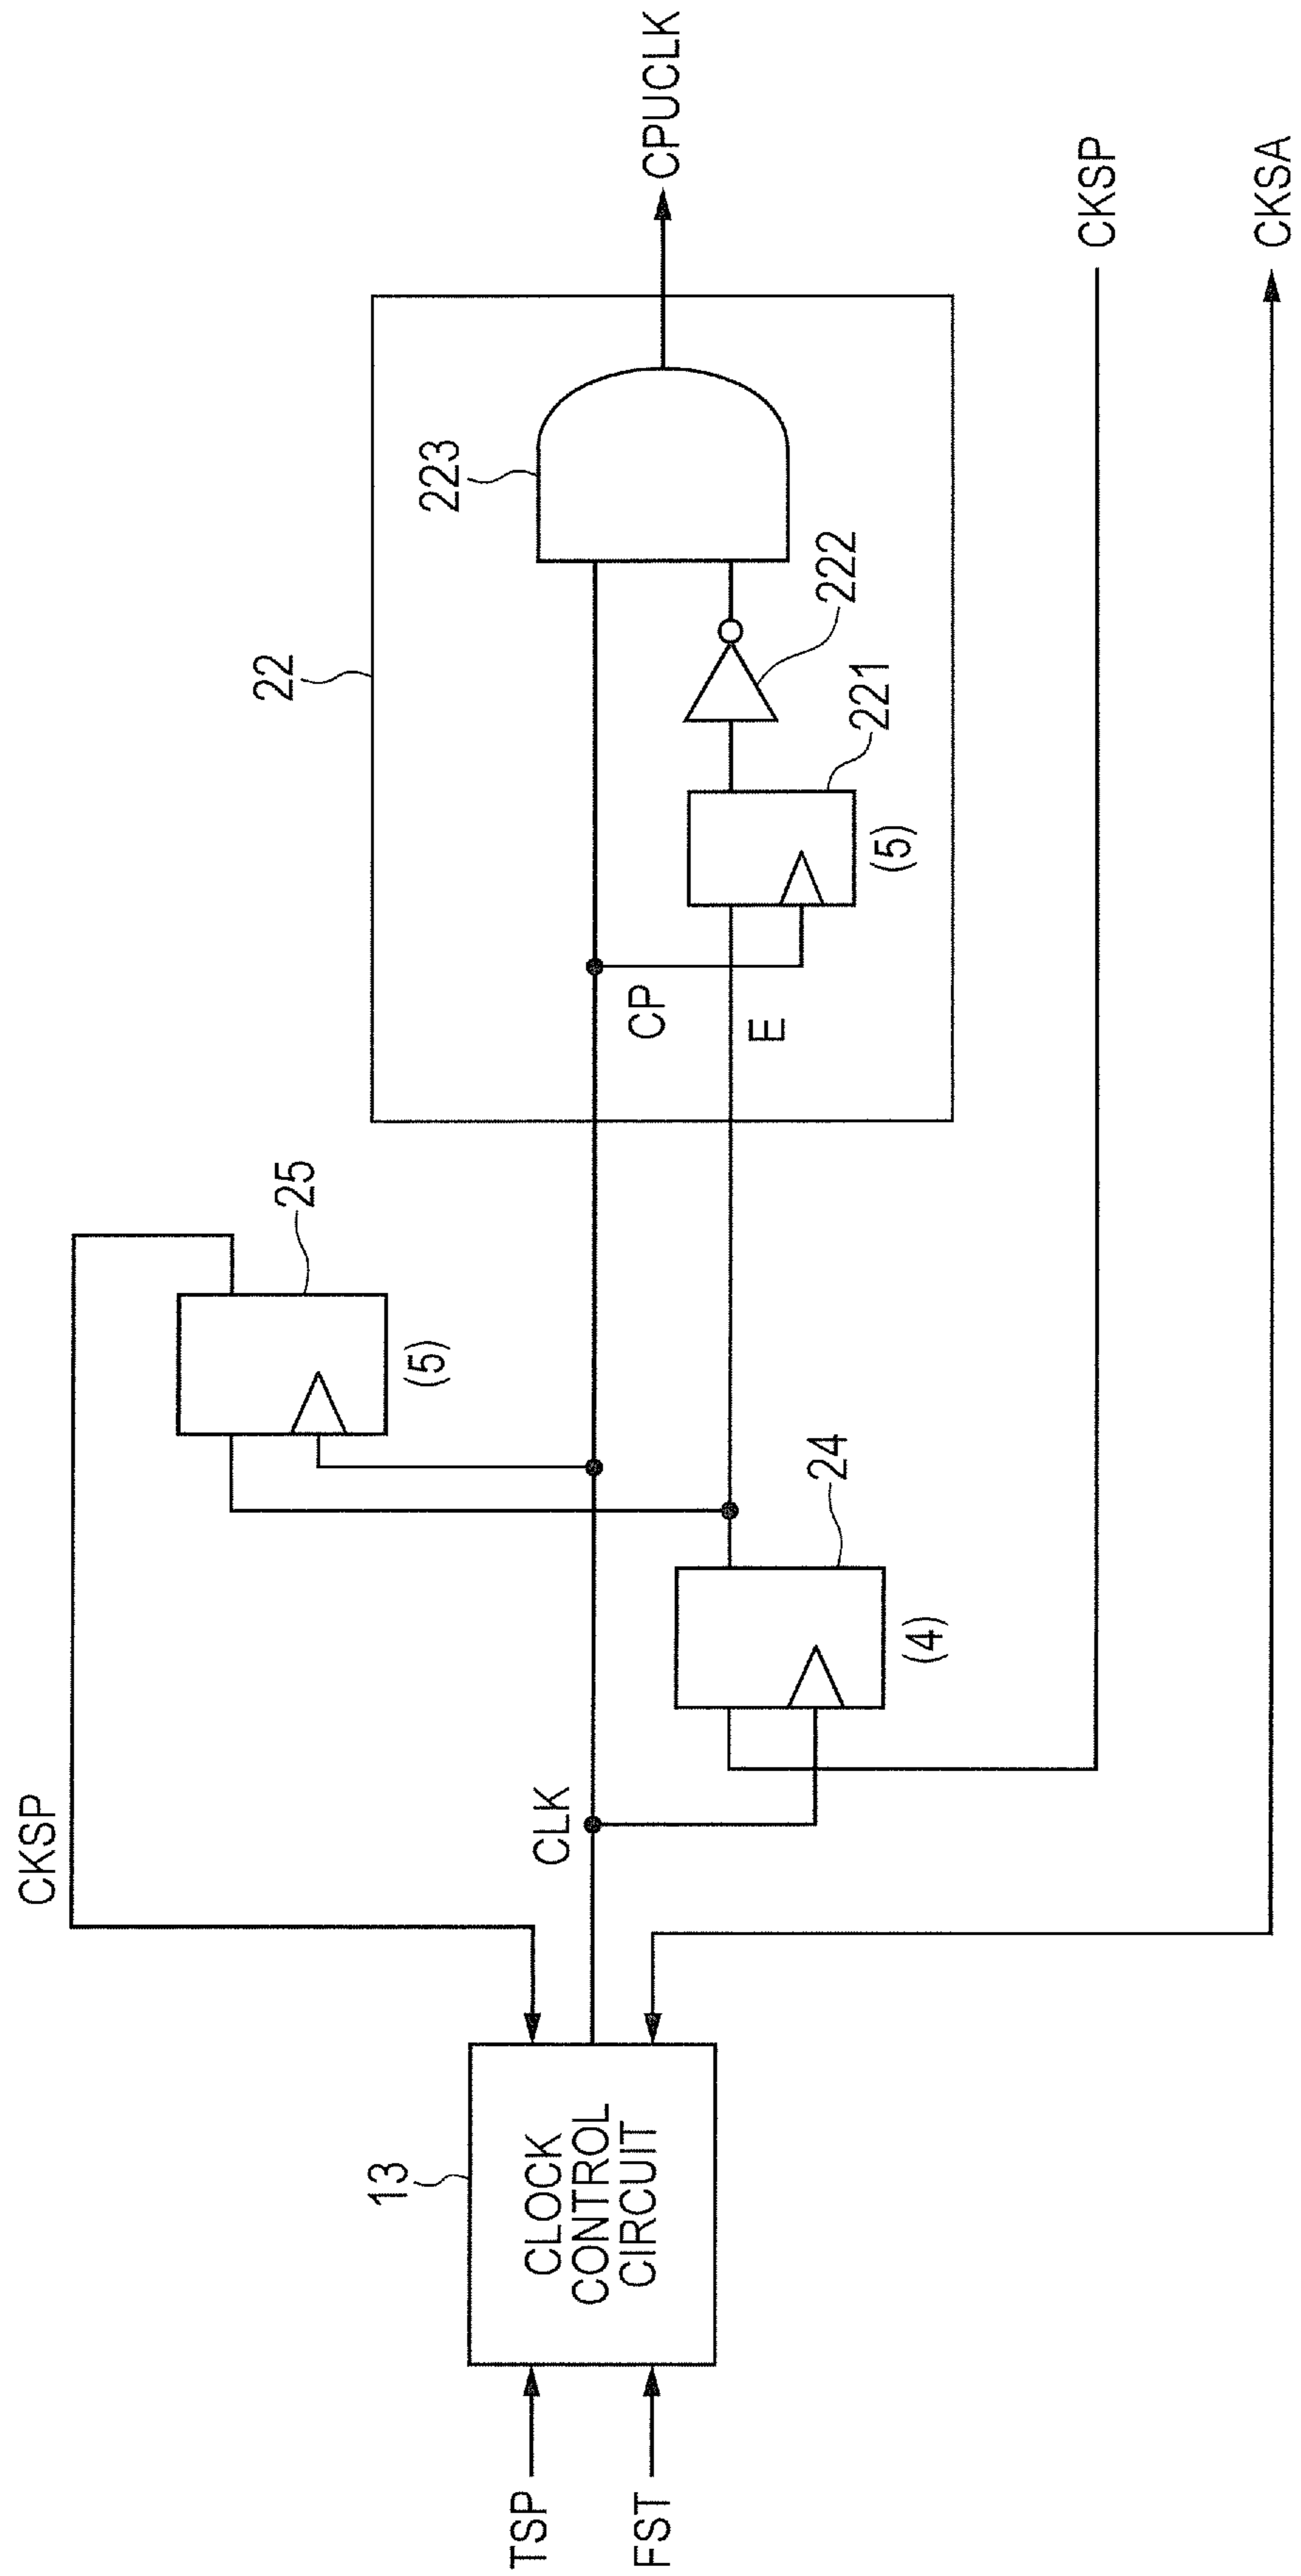 CKSP
25
(5)
22
223
CPUCLK
13
CLOCK
CONTROL
CIRCUIT
TSP
FST
CLK
CP
E
222
221
(5)
24
(4)
CKSP
CKSA